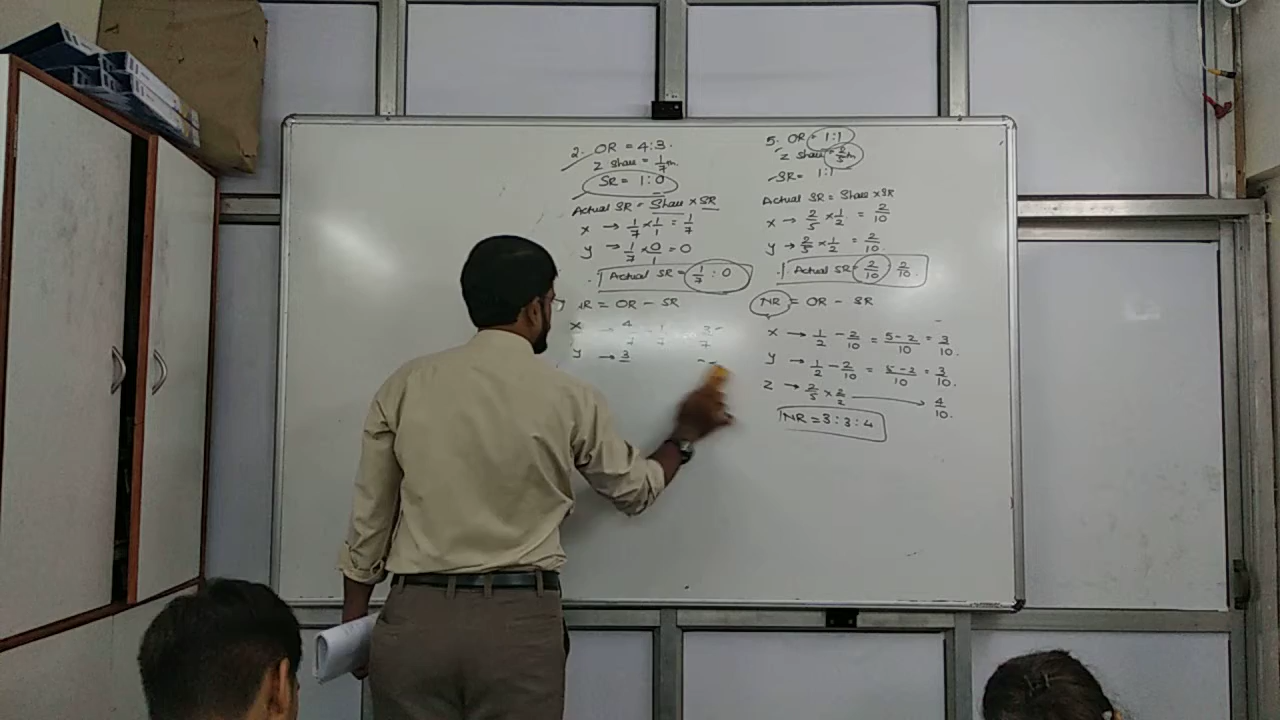 2. OR = 4:3.
Z Share = 1/7 th.
SR = 1:0
Actual SR = Share × SR
X → 1/7 × 1/1 = 1/7
Y → 1/7 × 0/1 = 0
Actual SR = 1/7 : 0
NR = OR - SR
X → 4/7 - 1/7 3/7
Y → 3
5. OR = 1:1
Z Share = 2/5 th
SR = 1:1
Actual SR = Share × SR
X → 2/5 × 1/2 = 2/10
Y → 2/5 × 1/2 = 2/10.
Actual SR = 2/10 : 2/10.
NR = OR - SR
X → 1/2 - 2/10 = 5-2/10 = 3/10.
Y → 1/2 - 2/10 = 5-2/10 = 3/10.
Z → 2/5 × 2/2 → 4/10.
NR = 3:3:4